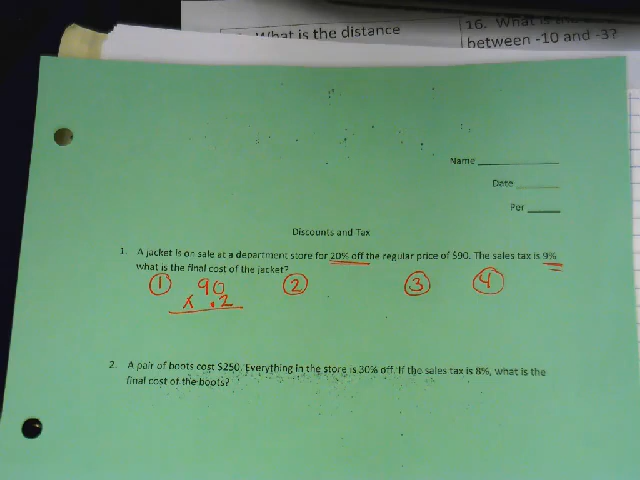 What is the distance
16. What is the
between -10 and -3?
Name
Date
Per
Discounts and Tax
1. A jacket is on sale at a department store for 20% off the regular price of $90. The sales tax is 9%
what is the final cost of the jacket?
① 90 ② ③ ④
x .2
2. A pair of boots cost $250. Everything in the store is 30% off. If the sales tax is 8%, what is the
final cost of the boots?